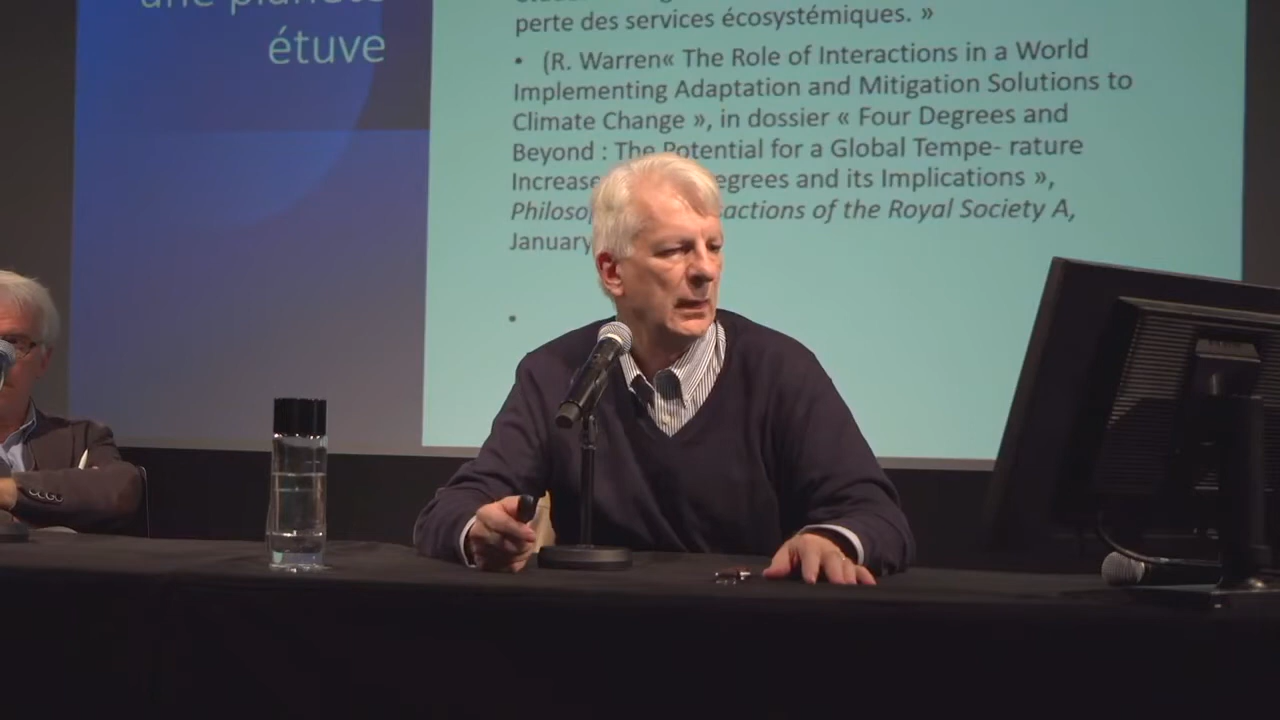 une planète
étuve
perte des services écosystémiques. »
• (R. Warren« The Role of Interactions in a World
Implementing Adaptation and Mitigation Solutions to
Climate Change », in dossier « Four Degrees and
Beyond : The Potential for a Global Tempe- rature
Increase egrees and its Implications »,
Philosop actions of the Royal Society A,
January
•